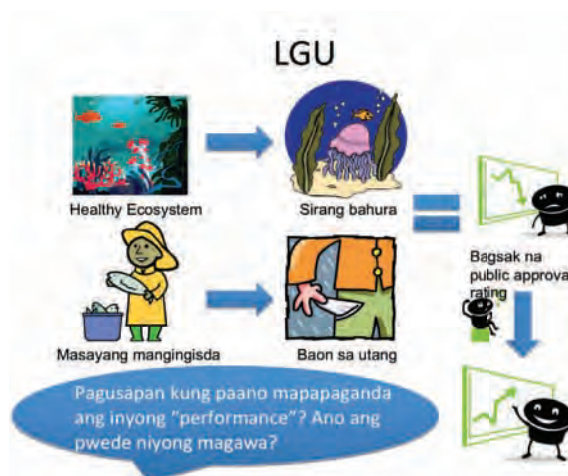 LGU
Healthy Ecosystem
Sirang bahura
Masayang mangingisda
Baon sa utang
Bagsak na
public approval
rating
Pagusapan kung paano mapapaganda
ang inyong “performance”? Ano ang
pwede niyong magawa?